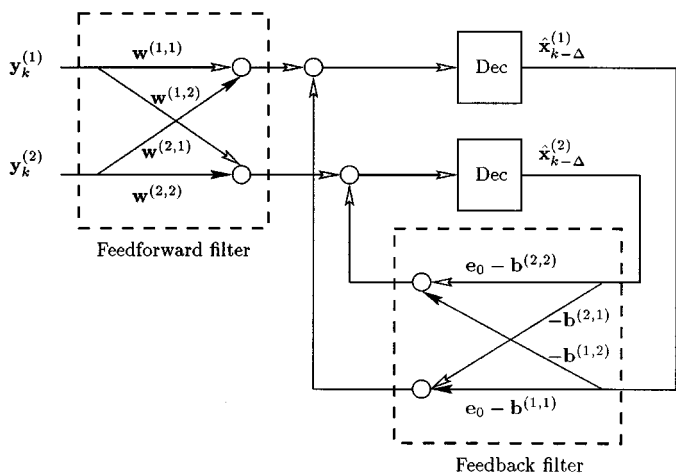 y_k^(1)
w^(1,1)
w^(1,2)
Dec
x̂_{k−Δ}^(1)
y_k^(2)
w^(2,1)
w^(2,2)
Dec
x̂_{k−Δ}^(2)
Feedforward filter
e_0 − b^(2,2)
−b^(2,1)
−b^(1,2)
e_0 − b^(1,1)
Feedback filter